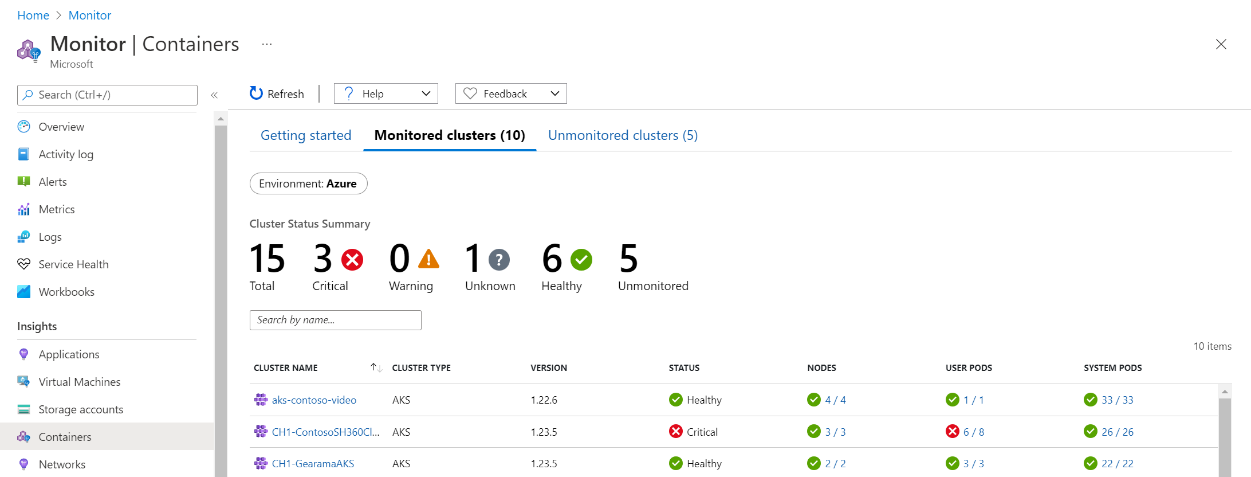 Home > Monitor
Monitor | Containers ...
Microsoft
Search (Ctrl+/)
«
Overview
Activity log
Alerts
Metrics
Logs
Service Health
Workbooks
Insights
Applications
Virtual Machines
Storage accounts
Containers
Networks
Refresh
? Help
Feedback
Getting started
Monitored clusters (10)
Unmonitored clusters (5)
Environment: Azure
Cluster Status Summary
15 3 0 1 ? 6 5
Total Critical Warning Unknown Healthy Unmonitored
Search by name...
10 items
CLUSTER NAME ↑↓ CLUSTER TYPE VERSION STATUS NODES USER PODS SYSTEM PODS
aks-contoso-video AKS 1.22.6 Healthy 4 / 4 1 / 1 33 / 33
CH1-ContosoSH360Cl... AKS 1.23.5 Critical 3 / 3 6 / 8 26 / 26
CH1-GearamaAKS AKS 1.23.5 Healthy 2 / 2 3 / 3 22 / 22